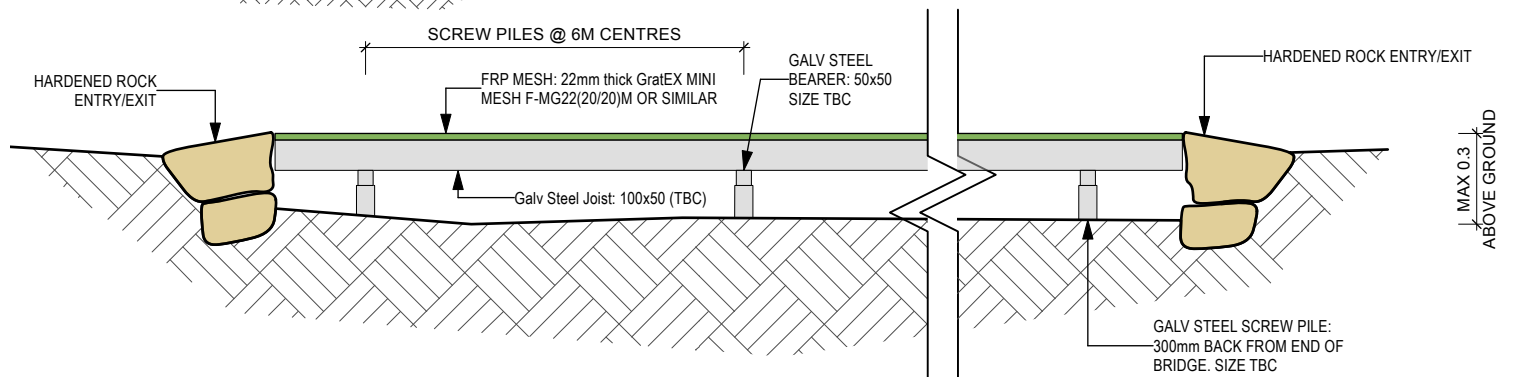 SCREW PILES @ 6M CENTRES
HARDENED ROCK
ENTRY/EXIT
FRP MESH: 22mm thick GratEX MINI
MESH F-MG22(20/20)M OR SIMILAR
GALV STEEL
BEARER: 50x50
SIZE TBC
HARDENED ROCK ENTRY/EXIT
Galv Steel Joist: 100x50 (TBC)
MAX 0.3
ABOVE GROUND
GALV STEEL SCREW PILE:
300mm BACK FROM END OF
BRIDGE. SIZE TBC